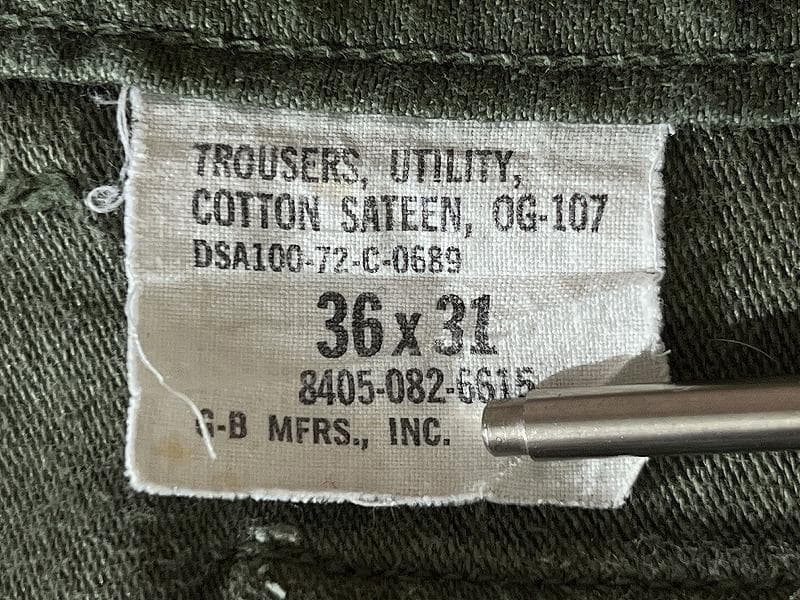 TROUSERS, UTILITY,
COTTON SATEEN, OG-107
DSA100-72-C-0689
36 x 31
8405-082-6615
G-B MFRS., INC.